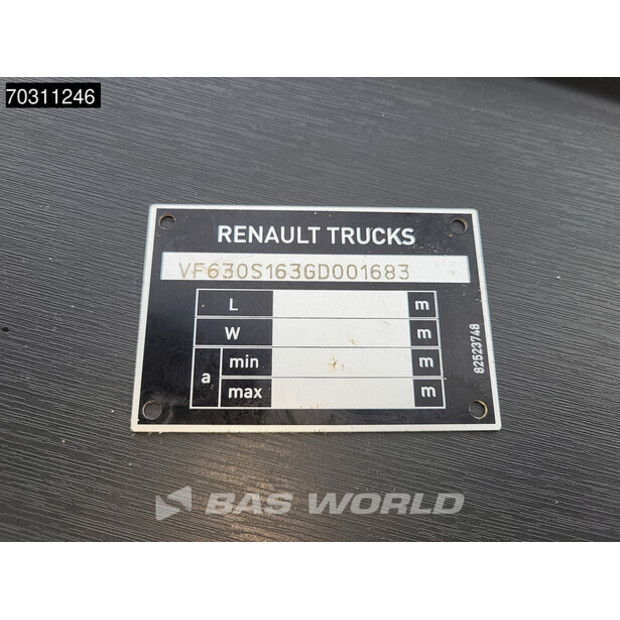 70311246
RENAULT TRUCKS
VF630S163GD001683
L m
W m
a min m
max m
82523748
BAS WORLD